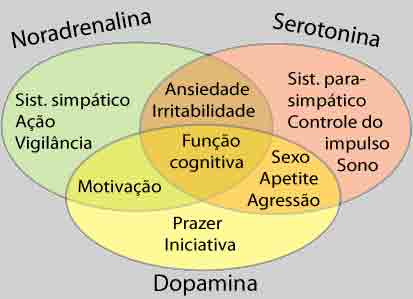 Noradrenalina
Serotonina
Sist. simpático
Ação
Vigilância
Ansiedade
Irritabilidade
Sist. para-
simpático
Controle do
impulso
Sono
Função
cognitiva
Motivação
Sexo
Apetite
Agressão
Prazer
Iniciativa
Dopamina